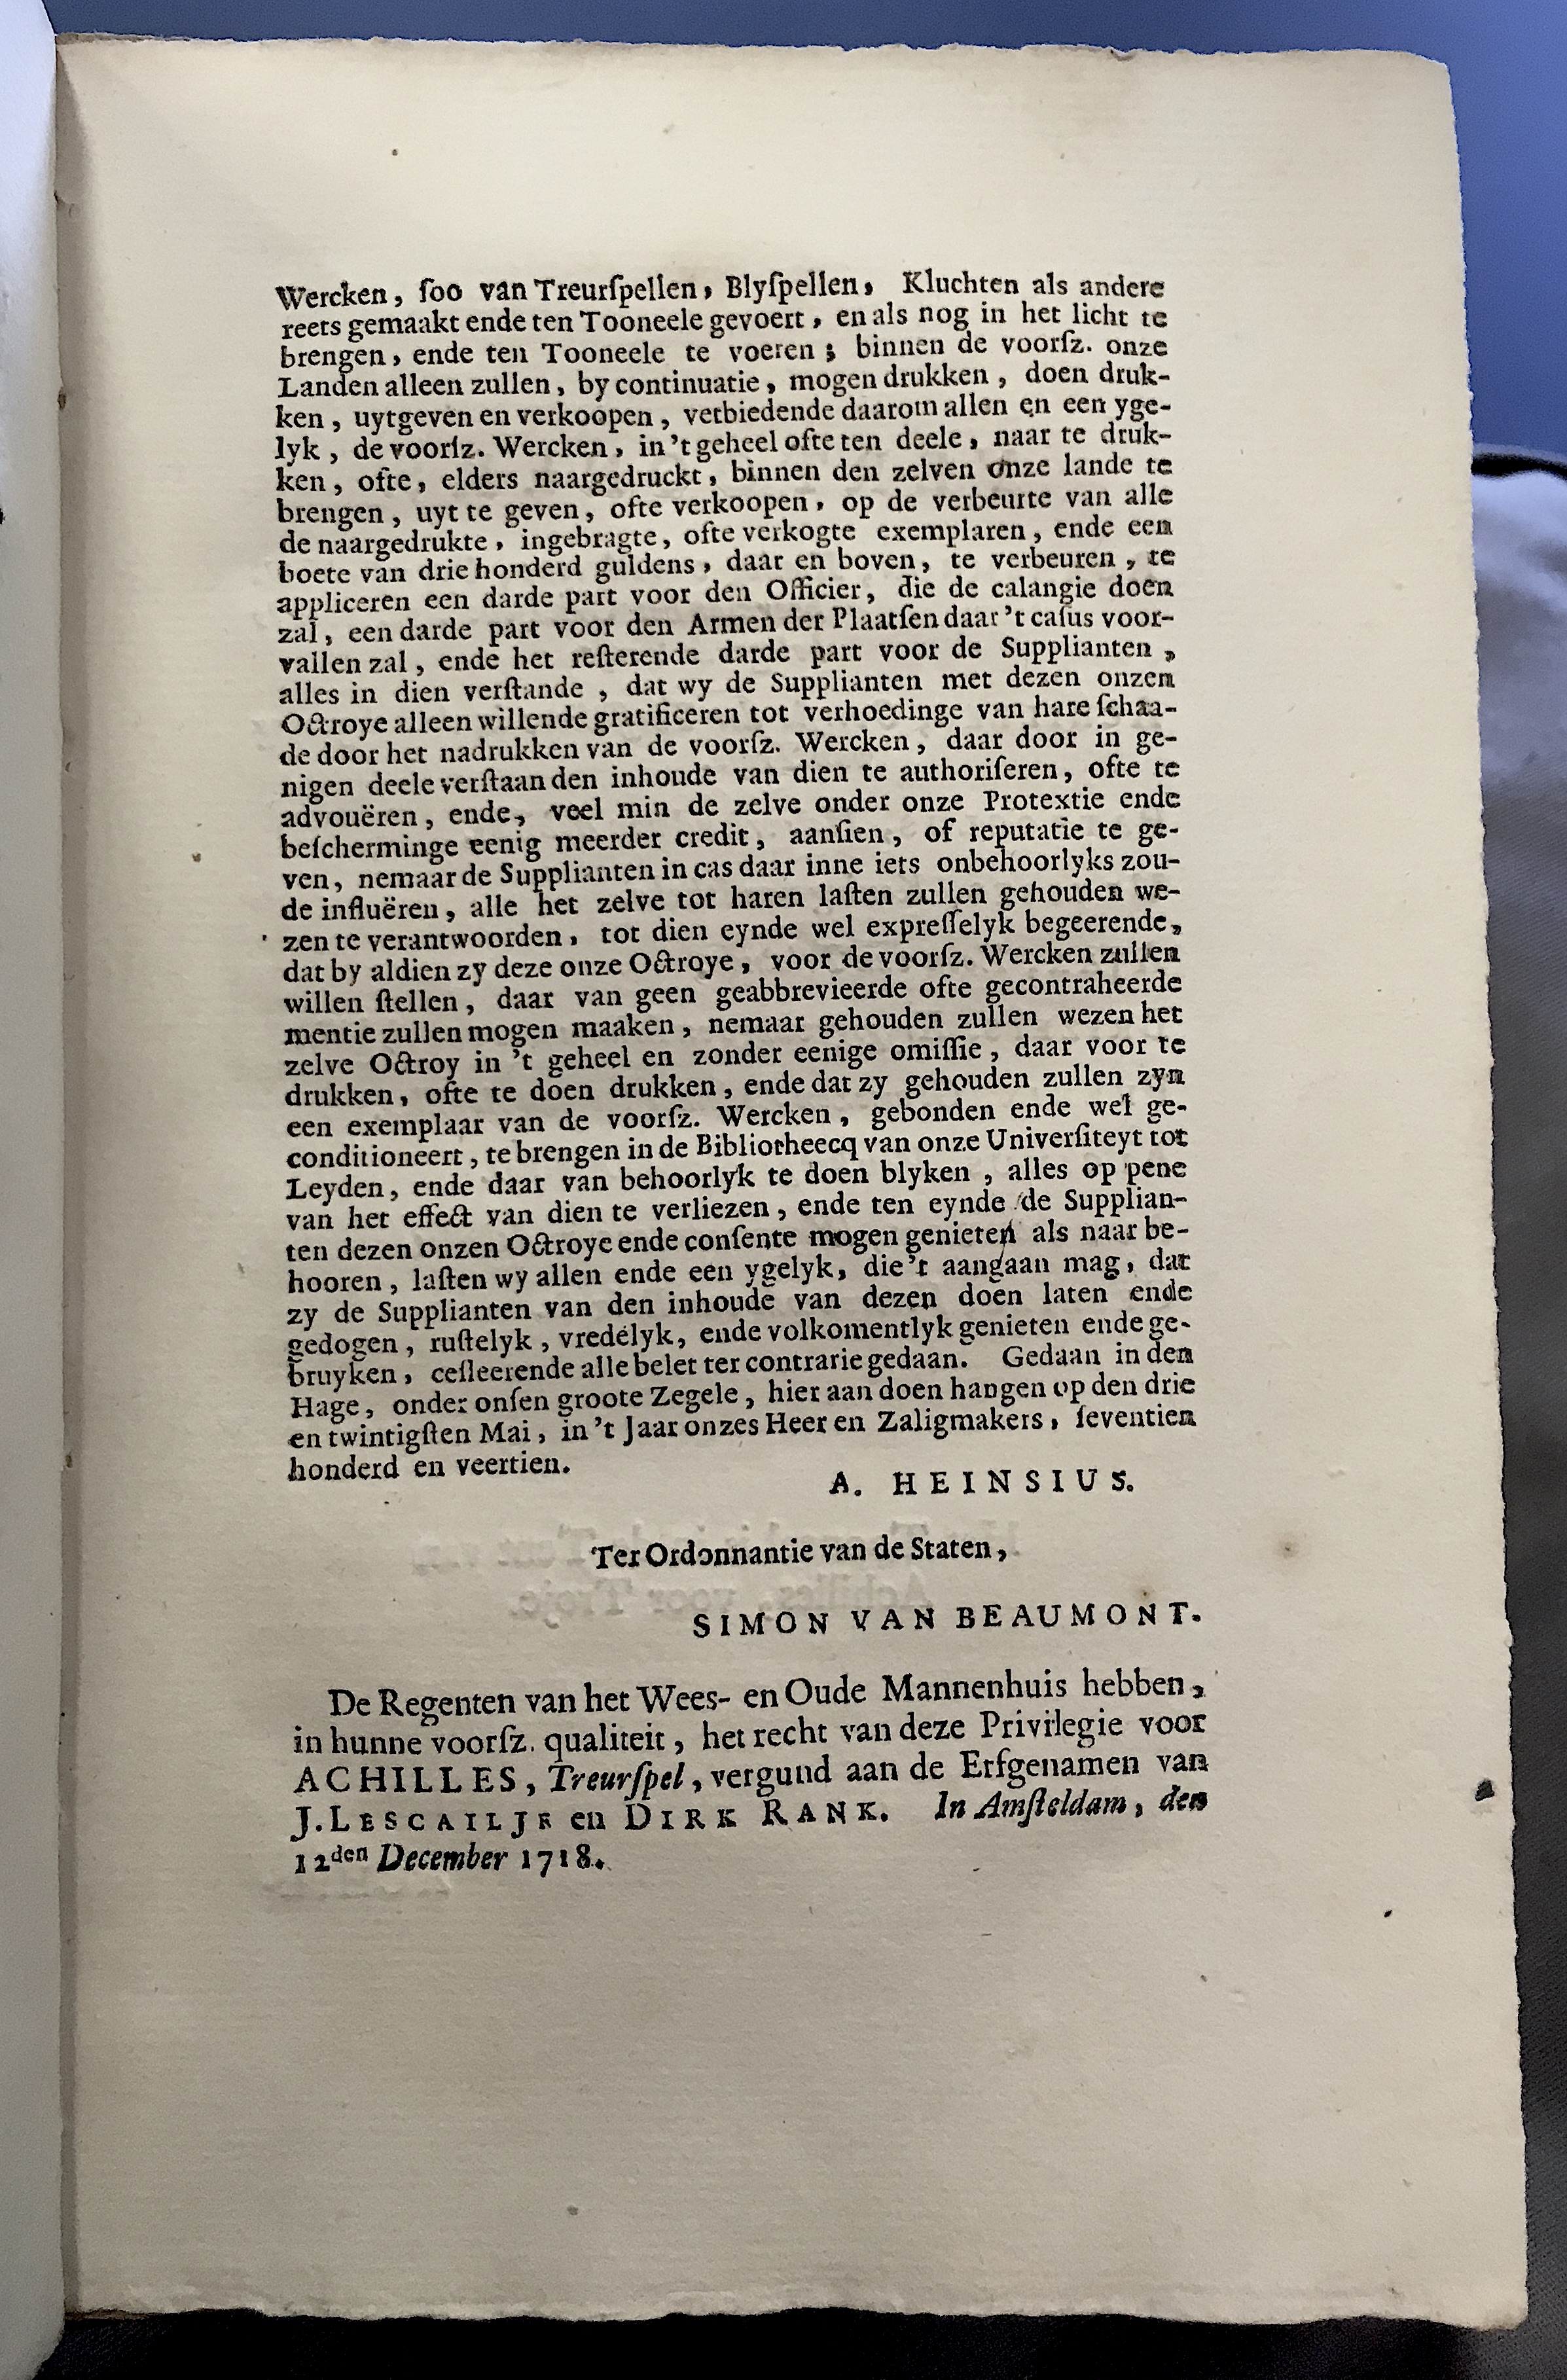 Wercken, ſoo van Treurſpellen, Blyſpellen, Kluchten als andere
reets gemaakt ende ten Tooneele gevoert, en als nog in het licht te
brengen, ende ten Tooneele te voeren; binnen de voorſz. onze
Landen alleen zullen, by continuatie, mogen drukken, doen druk-
ken, uytgeven en verkoopen, verbiedende daarom allen en een yge-
lyk, de voorſz. Wercken, in 't geheel ofte ten deele, naar te druk-
ken, ofte, elders naargedruckt, binnen den zelven onze lande te
brengen, uyt te geven, ofte verkoopen, op de verbeurte van alle
de naargedrukte, ingebragte, ofte verkogte exemplaren, ende een
boete van drie honderd guldens, daar en boven, te verbeuren, te
appliceren een darde part voor den Officier, die de calangie doen
zal, een darde part voor den Armen der Plaatſen daar 't caſus voor-
vallen zal, ende het reſterende darde part voor de Supplianten,
alles in dien verſtande, dat wy de Supplianten met dezen onzen
Octroye alleen willende gratificeren tot verhoedinge van hare ſchaa-
de door het nadrukken van de voorſz. Wercken, daar door in ge-
nigen deele verſtaan den inhoude van dien te authoriſeren, ofte te
advouëren, ende, veel min de zelve onder onze Protextie ende
beſcherminge eenig meerder credit, aanſien, of reputatie te ge-
ven, nemaar de Supplianten in cas daar inne iets onbehoorlyks zou-
de influëren, alle het zelve tot haren laſten zullen gehouden we-
zen te verantwoorden, tot dien eynde wel expreſſelyk begeerende,
dat by aldien zy deze onze Octroye, voor de voorſz. Wercken zullen
willen ſtellen, daar van geen geabbrevieerde ofte gecontraheerde
mentie zullen mogen maaken, nemaar gehouden zullen wezen het
zelve Octroy in 't geheel en zonder eenige omiſſie, daar voor te
drukken, ofte te doen drukken, ende dat zy gehouden zullen zyn
een exemplaar van de voorſz. Wercken, gebonden ende wel ge-
conditioneert, te brengen in de Bibliotheecq van onze Univerſiteyt tot
Leyden, ende daar van behoorlyk te doen blyken, alles op pene
van het effect van dien te verliezen, ende ten eynde de Supplian-
ten dezen onzen Octroye ende conſente mogen genieten als naar be-
hooren, laſten wy allen ende een ygelyk, die 't aangaan mag, dat
zy de Supplianten van den inhoude van dezen doen laten ende
gedogen, ruſtelyk, vredelyk, ende volkomentlyk genieten ende ge-
bruyken, ceſſeerende alle belet ter contrarie gedaan. Gedaan in den
Hage, onder onſen groote Zegele, hier aan doen hangen op den drie
en twintigſten Mai, in 't Jaar onzes Heer en Zaligmakers, ſeventien
honderd en veertien.
A. HEINSIUS.
Ter Ordonnantie van de Staten,
SIMON VAN BEAUMONT.
De Regenten van het Wees- en Oude Mannenhuis hebben,
in hunne voorſz. qualiteit, het recht van deze Privilegie voor
ACHILLES, Treurſpel, vergund aan de Erfgenamen van
J. LESCAILJE en DIRK RANK. In Amſteldam, den
12den December 1718.